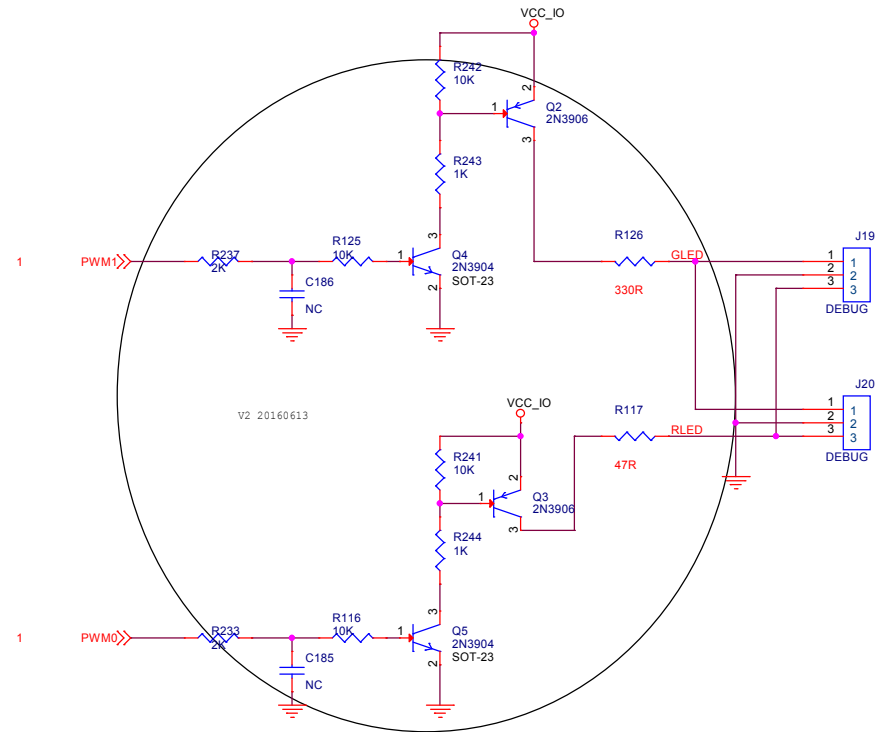 VCC_IO
R242
10K
2
1
Q2
2N3906
3
R243
1K
R126
GLED
330R
J19
1
1
2
2
3
3
DEBUG
1
PWM1
R237
2K
R125
10K
1
3
Q4
2N3904
SOT-23
2
C186
NC
V2 20160613
VCC_IO
R117
RLED
47R
J20
1
1
2
2
3
3
DEBUG
R241
10K
2
1
Q3
2N3906
3
R244
1K
1
PWM0
R233
2K
R116
10K
1
3
Q5
2N3904
SOT-23
2
C185
NC